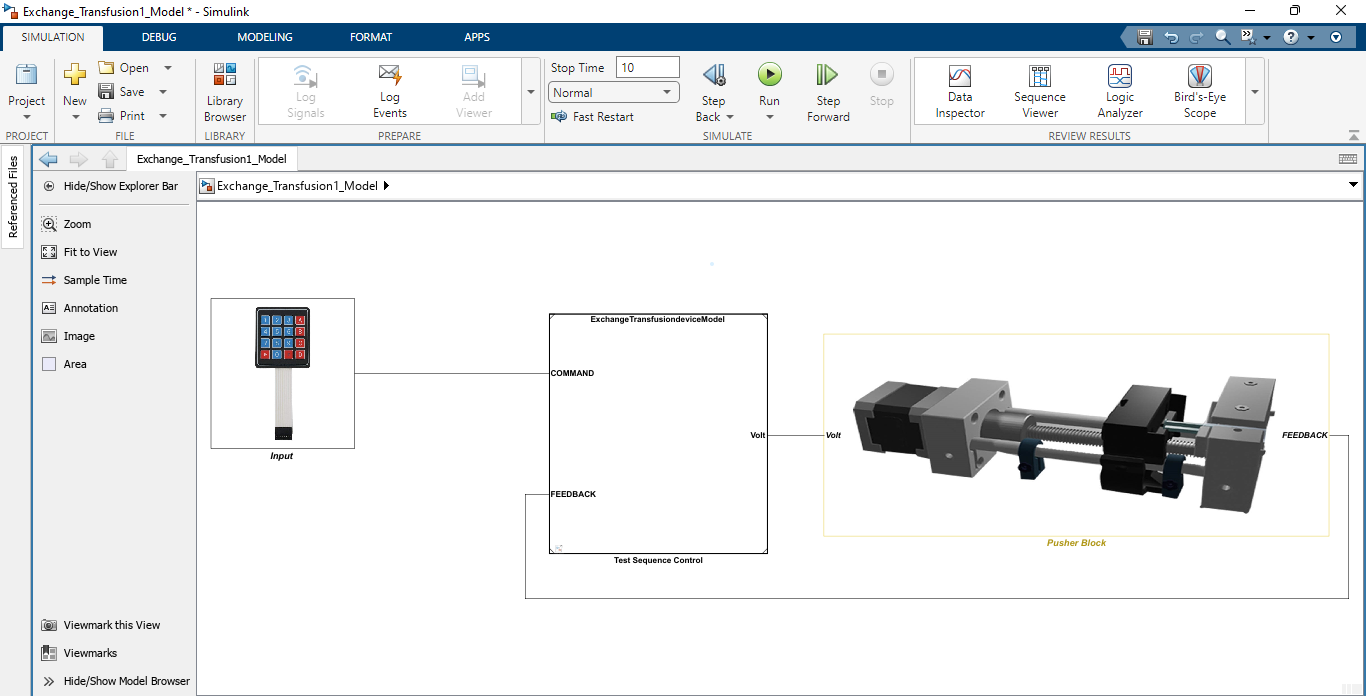 Exchange_Transfusion1_Model * - Simulink
SIMULATION DEBUG MODELING FORMAT APPS
Project
New
Open
Save
Print
Library
Browser
Log
Signals
Log
Events
Add
Viewer
Stop Time 10
Normal
Fast Restart
Step
Back
Run
Step
Forward
Stop
Data
Inspector
Sequence
Viewer
Logic
Analyzer
Bird's-Eye
Scope
PROJECT FILE LIBRARY PREPARE SIMULATE REVIEW RESULTS
Referenced Files
Exchange_Transfusion1_Model
Hide/Show Explorer Bar
Exchange_Transfusion1_Model
Zoom
Fit to View
Sample Time
Annotation
Image
Area
Viewmark this View
Viewmarks
Hide/Show Model Browser
Input
ExchangeTransfusiondeviceModel
COMMAND
FEEDBACK
Volt
Test Sequence Control
Volt
FEEDBACK
Pusher Block